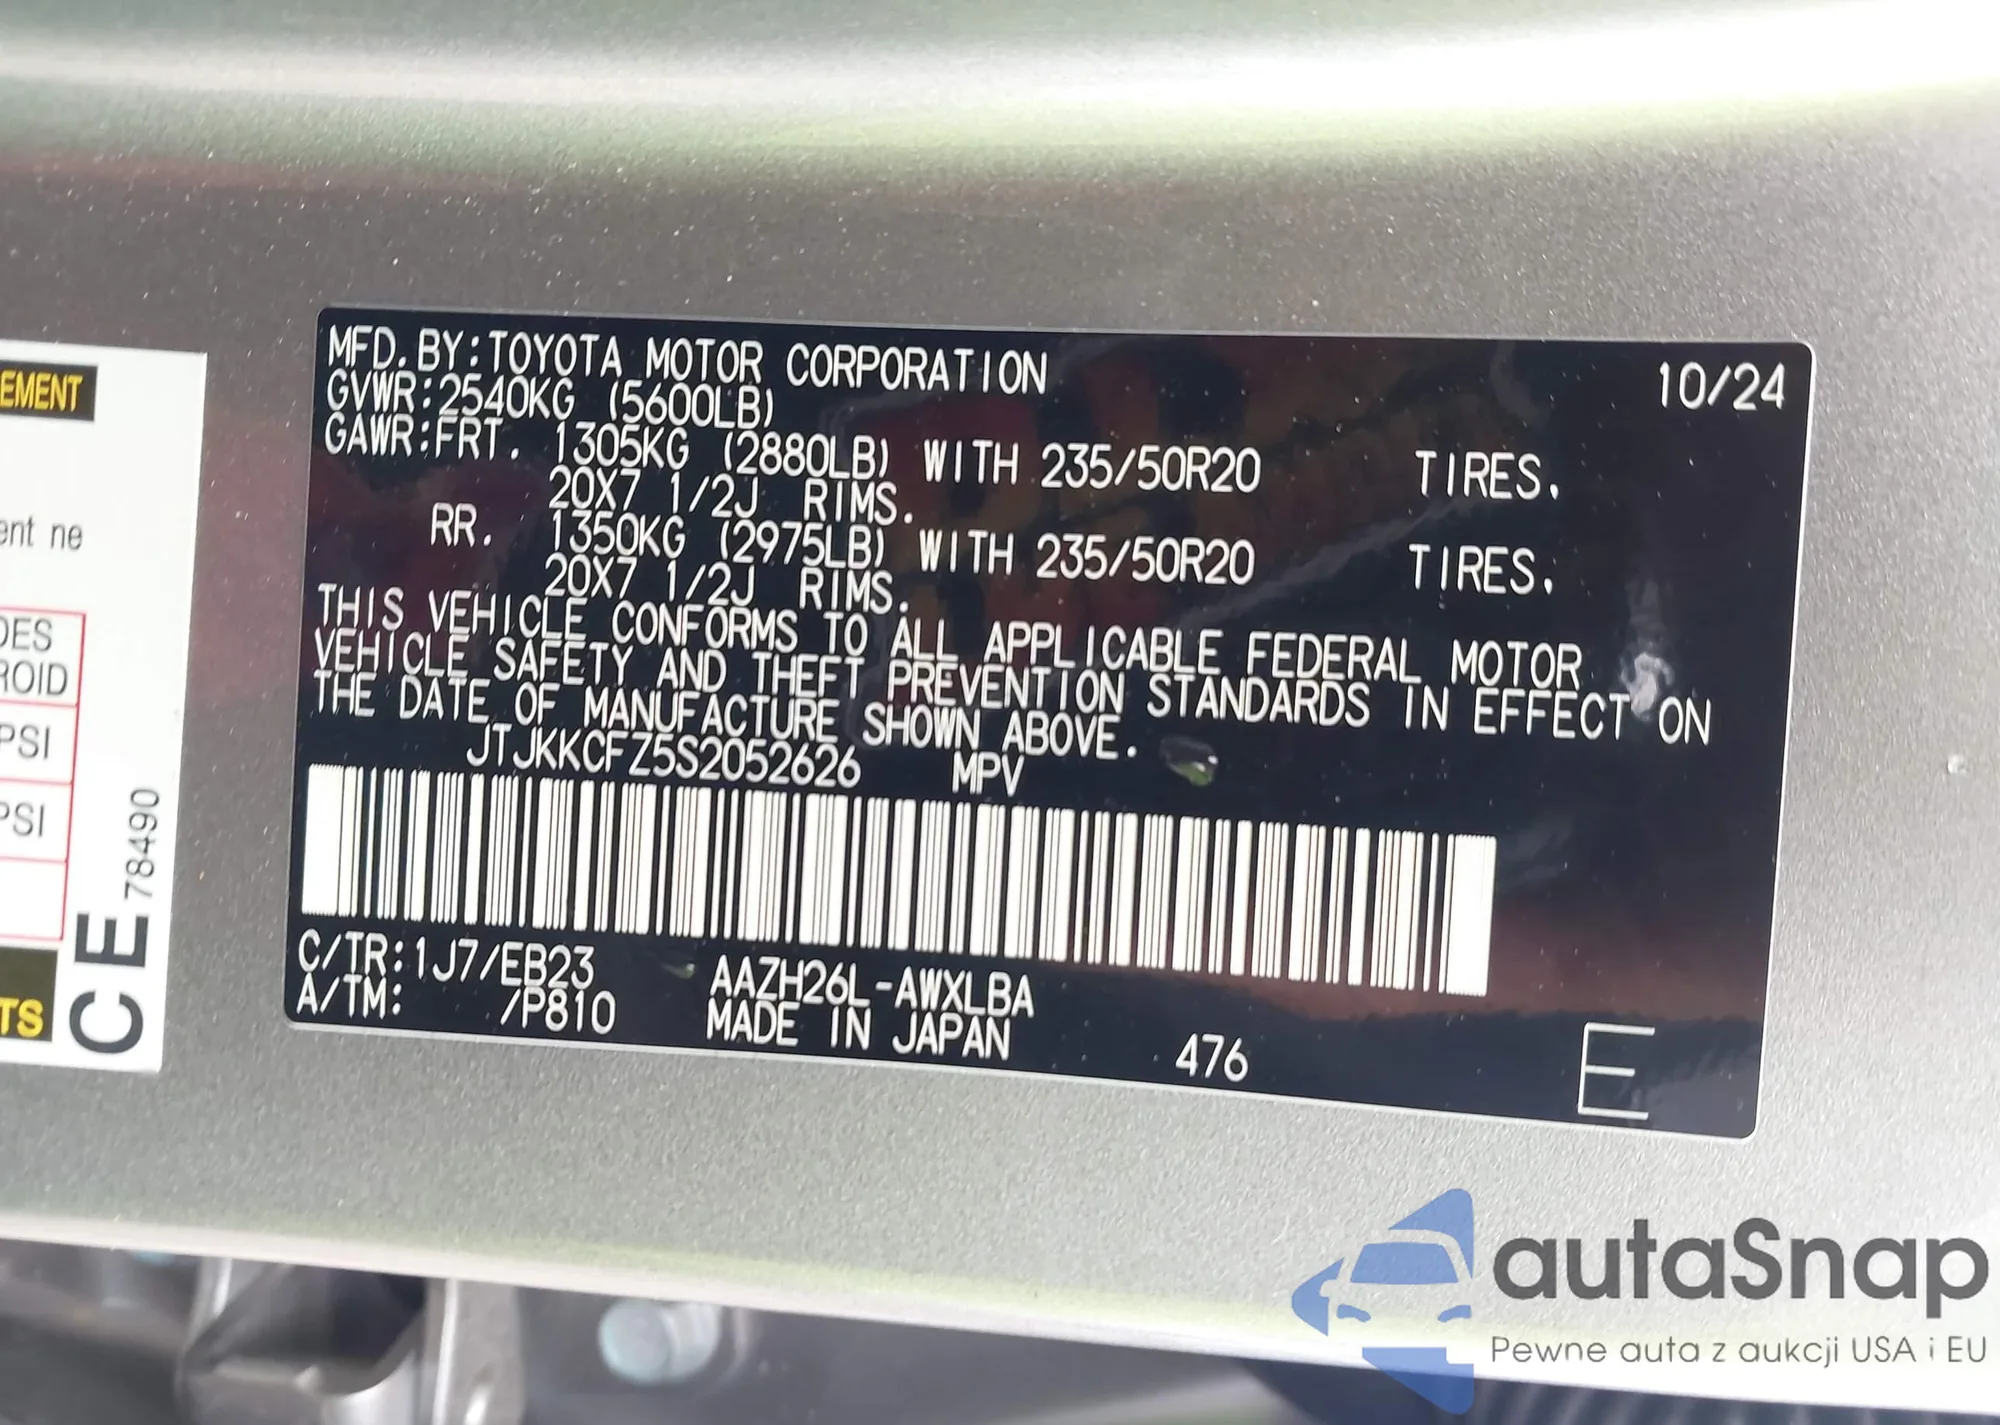 EMENT
ent ne
DES
ROID
PSI
PSI
TS
CE 78490
MFD. BY: TOYOTA MOTOR CORPORATION 10/24
GVWR: 2540KG (5600LB)
GAWR: FRT. 1305KG (2880LB) WITH 235/50R20 TIRES.
20X7 1/2J RIMS.
RR. 1350KG (2975LB) WITH 235/50R20 TIRES.
20X7 1/2J RIMS.
THIS VEHICLE CONFORMS TO ALL APPLICABLE FEDERAL MOTOR
VEHICLE SAFETY AND THEFT PREVENTION STANDARDS IN EFFECT ON
THE DATE OF MANUFACTURE SHOWN ABOVE.
JTJKKCFZ5S2052626 MPV
C/TR: 1J7/EB23 AAZH26L-AWXLBA
A/TM: /P810 MADE IN JAPAN 476 E
autaSnap
Pewne auta z aukcji USA i EU